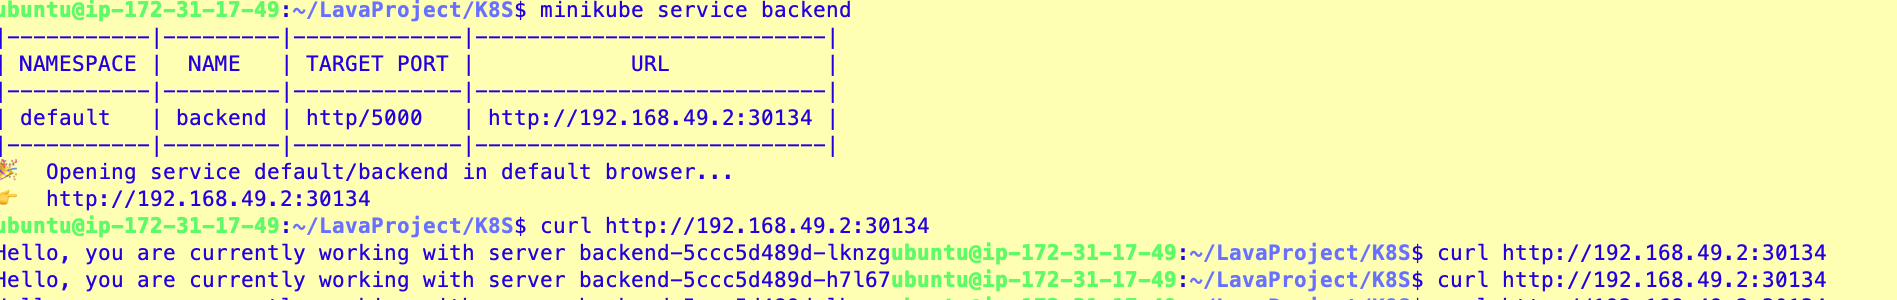 ubuntu@ip-172-31-17-49:~/LavaProject/K8S$ minikube service backend
|-----------|---------|-------------|---------------------------|
| NAMESPACE | NAME | TARGET PORT | URL |
|-----------|---------|-------------|---------------------------|
| default | backend | http/5000 | http://192.168.49.2:30134 |
|-----------|---------|-------------|---------------------------|
🎉 Opening service default/backend in default browser...
👉 http://192.168.49.2:30134
ubuntu@ip-172-31-17-49:~/LavaProject/K8S$ curl http://192.168.49.2:30134
Hello, you are currently working with server backend-5ccc5d489d-lknzgubuntu@ip-172-31-17-49:~/LavaProject/K8S$ curl http://192.168.49.2:30134
Hello, you are currently working with server backend-5ccc5d489d-h7l67ubuntu@ip-172-31-17-49:~/LavaProject/K8S$ curl http://192.168.49.2:30134